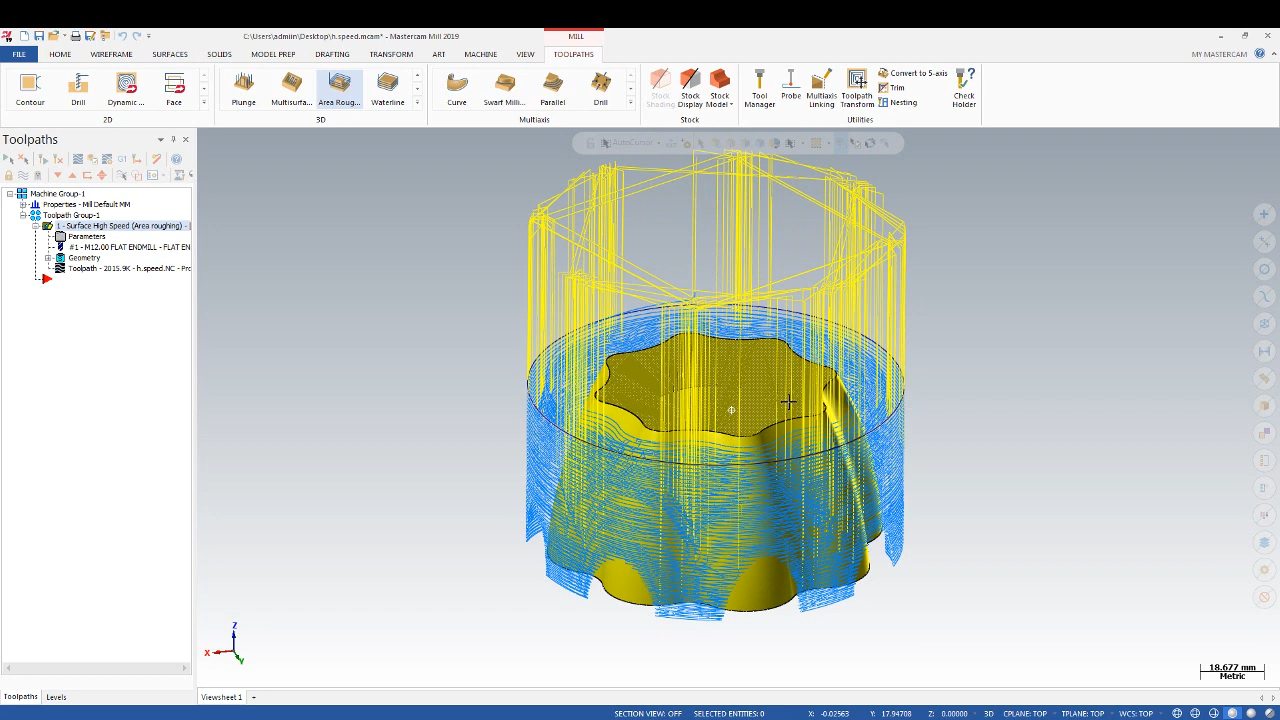 C:\Users\admiin\Desktop\h.speed.mcam* - Mastercam Mill 2019
MILL
FILE
HOME
WIREFRAME
SURFACES
SOLIDS
MODEL PREP
DRAFTING
TRANSFORM
ART
MACHINE
VIEW
TOOLPATHS
MY MASTERCAM
Contour
Drill
Dynamic ...
Face
2D
Plunge
Multisurfa...
Area Roug...
Waterline
3D
Curve
Swarf Milli...
Parallel
Drill
Multiaxis
Stock Shading
Stock Display
Stock Model
Stock
Tool Manager
Probe
Multiaxis Linking
Toolpath Transform
Convert to 5-axis
Trim
Nesting
Utilities
Check Holder
Toolpaths
AutoCursor
G1
Machine Group-1
Properties - Mill Default MM
Toolpath Group-1
1 - Surface High Speed (Area roughing) -
Parameters
#1 - M12.00 FLAT ENDMILL - FLAT EN
Geometry
Toolpath - 2015.9K - h.speed.NC - Pro
Z
X
Y
18.677 mm
Metric
Toolpaths
Levels
Viewsheet 1
+
SECTION VIEW: OFF
SELECTED ENTITIES: 0
X: -0.02563
Y: 17.94708
Z: 0.00000
3D
CPLANE: TOP
TPLANE: TOP
WCS: TOP